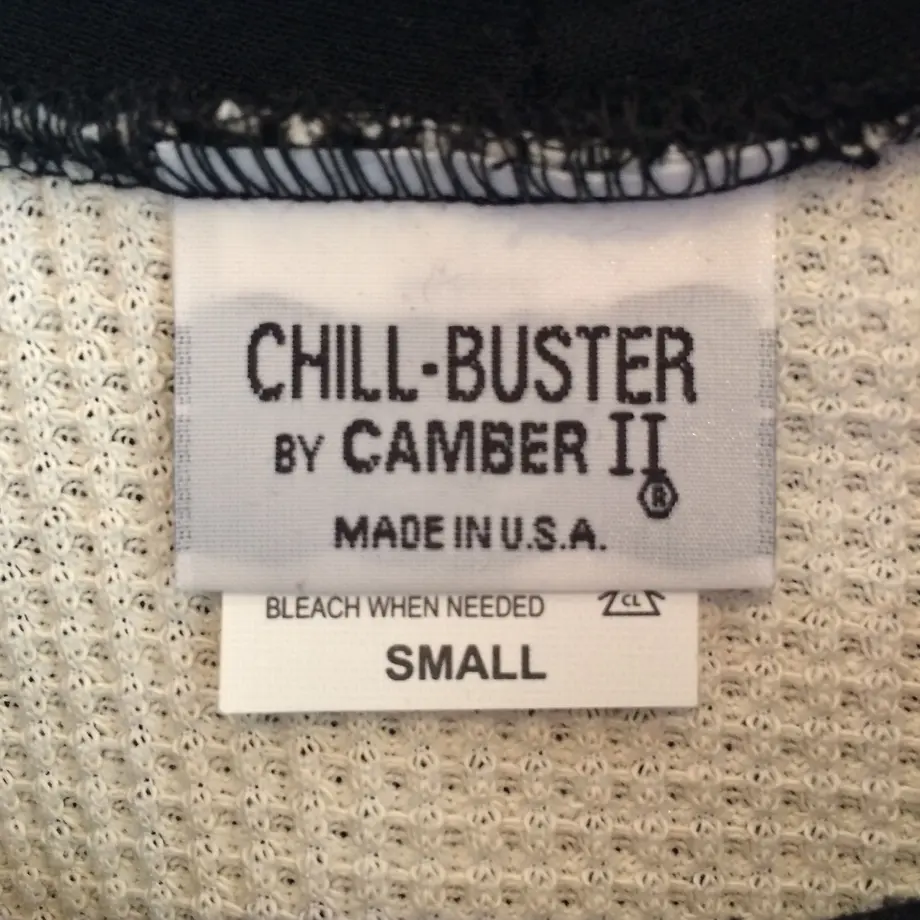 CHILL-BUSTER
BY CAMBER II
®
MADE IN U.S.A.
BLEACH WHEN NEEDED CL
SMALL